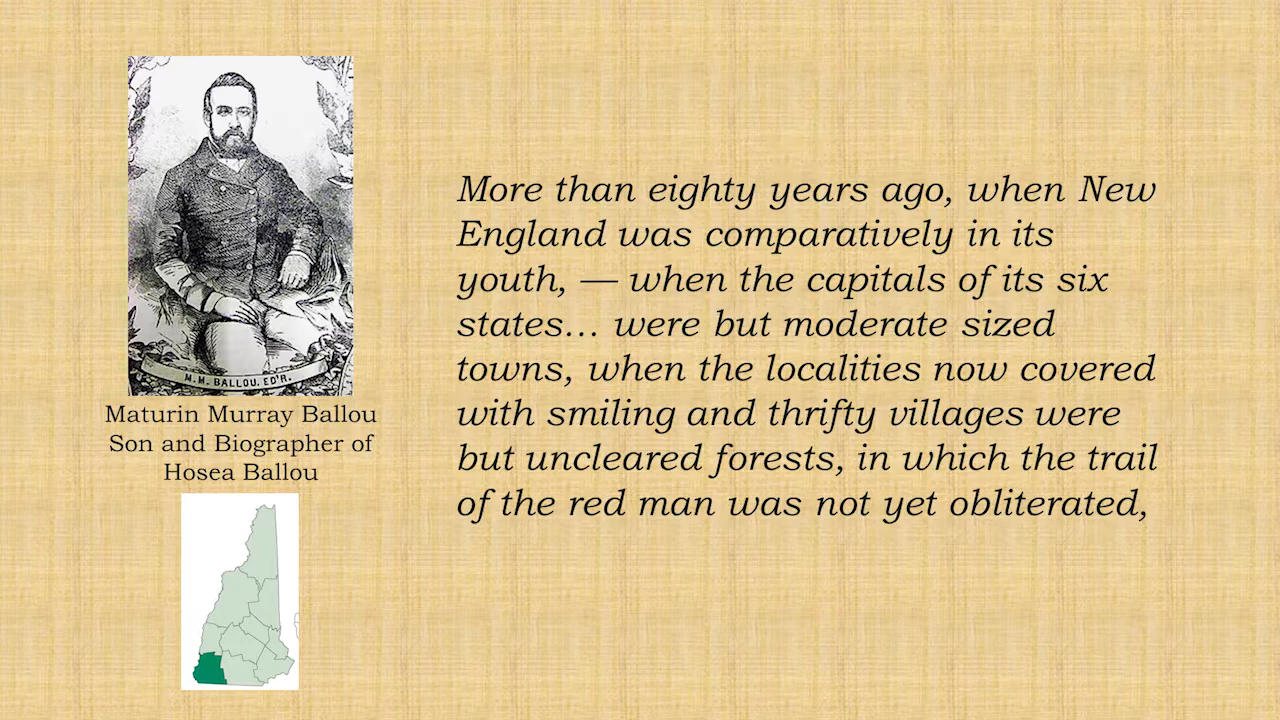 M.M. BALLOU, ED'R.
Maturin Murray Ballou
Son and Biographer of
Hosea Ballou
More than eighty years ago, when New
England was comparatively in its
youth, — when the capitals of its six
states… were but moderate sized
towns, when the localities now covered
with smiling and thrifty villages were
but uncleared forests, in which the trail
of the red man was not yet obliterated,